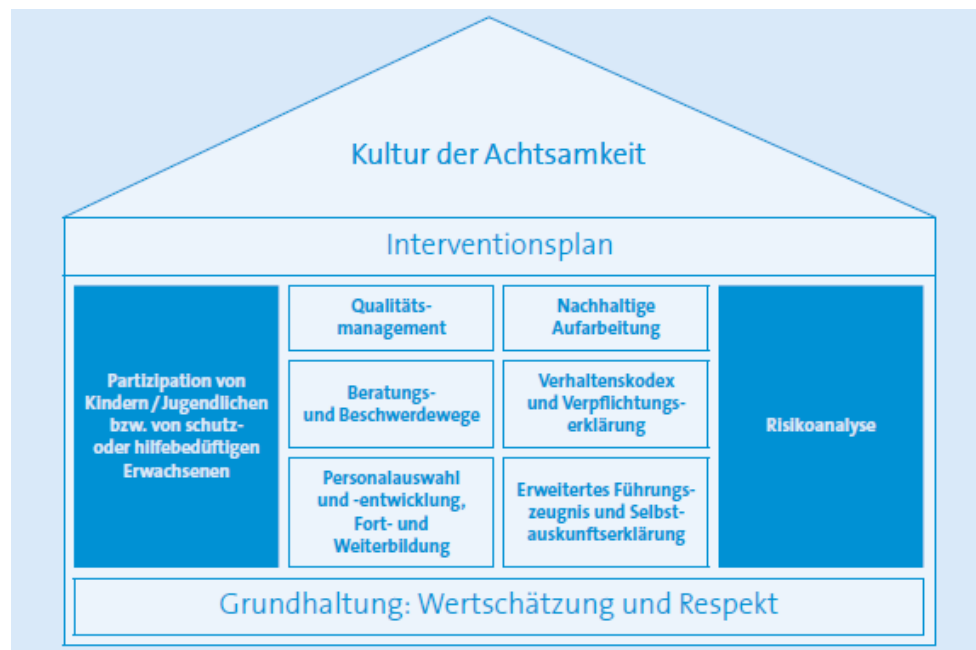 Kultur der Achtsamkeit
Interventionsplan
Partizipation von
Kindern/Jugendlichen
bzw. von schutz-
oder hilfebedüftigen
Erwachsenen
Qualitäts-
management
Nachhaltige
Aufarbeitung
Beratungs-
und Beschwerdewege
Verhaltenskodex
und Verpflichtungs-
erklärung
Personalauswahl
und -entwicklung,
Fort- und
Weiterbildung
Erweitertes Führungs-
zeugnis und Selbst-
auskunftserklärung
Risikoanalyse
Grundhaltung: Wertschätzung und Respekt